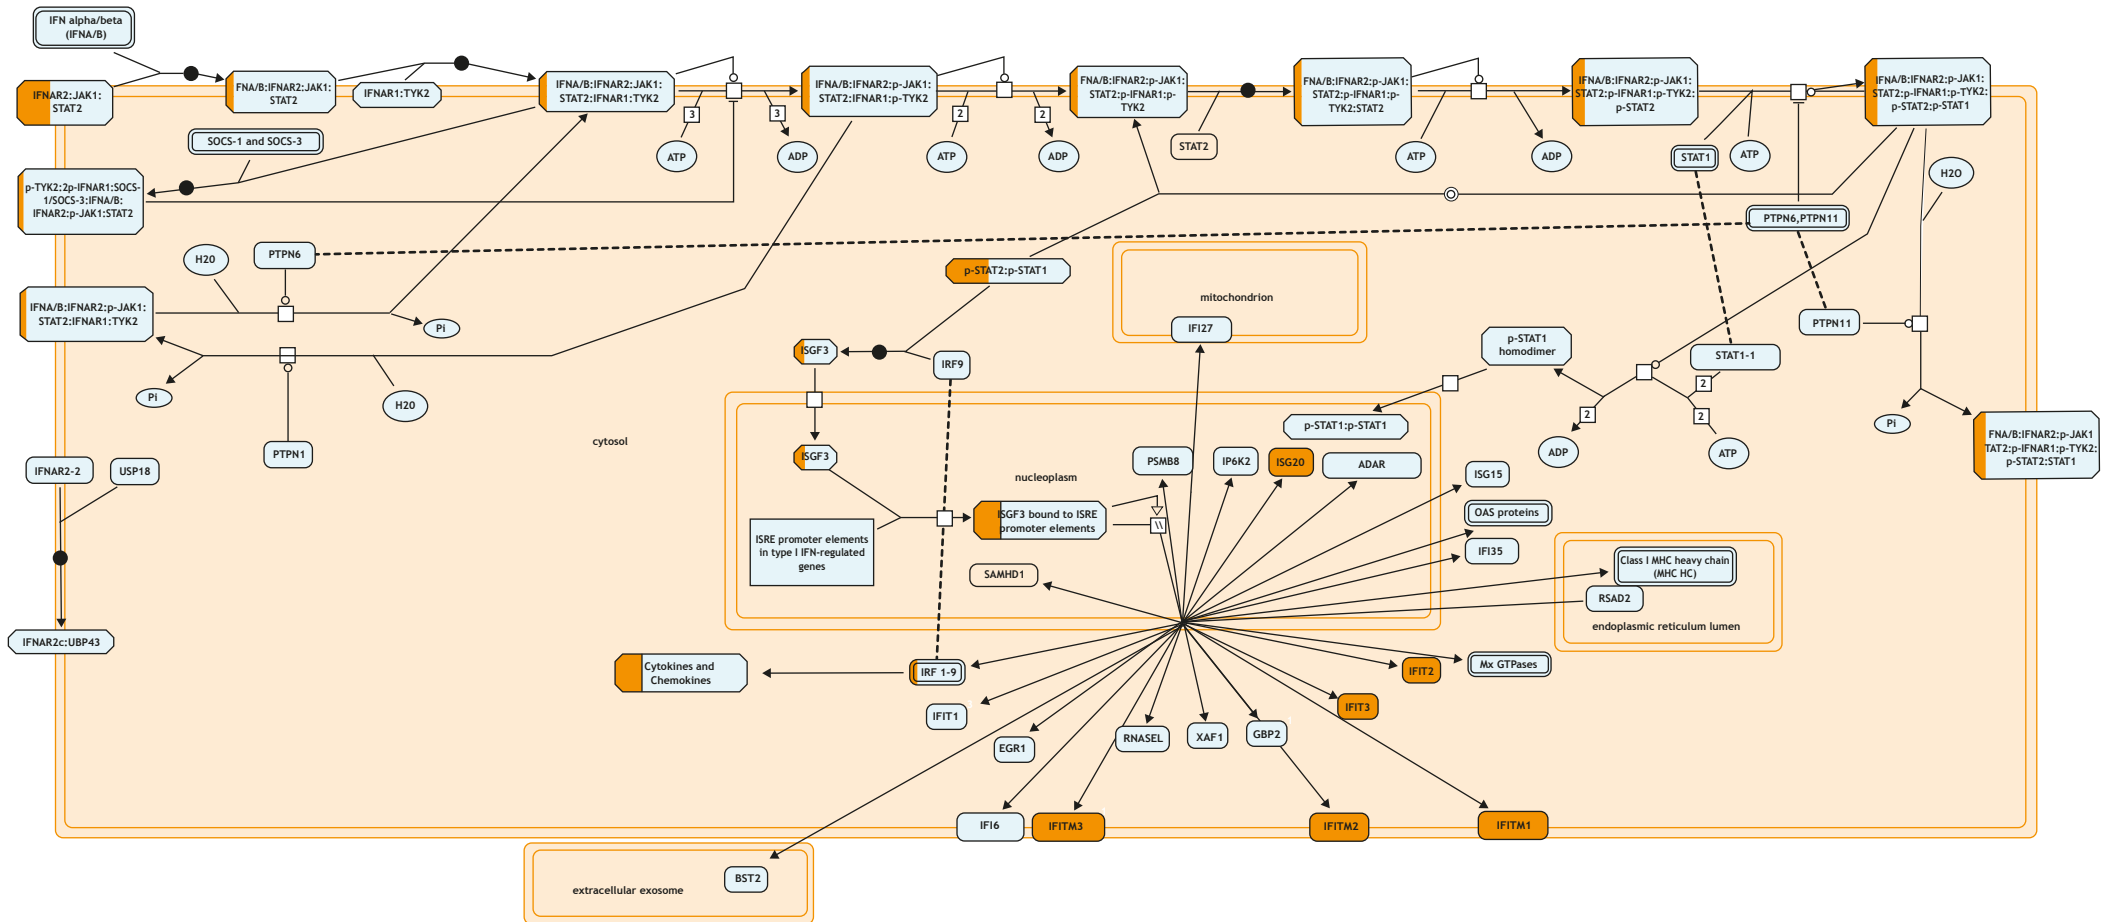 IFN alpha/beta
(IFNA/B)
IFNAR2:JAK1:
STAT2
FNA/B:IFNAR2:JAK1:
STAT2
IFNAR1:TYK2
IFNA/B:IFNAR2:JAK1:
STAT2:IFNAR1:TYK2
IFNA/B:IFNAR2:p-JAK1:
STAT2:IFNAR1:p-TYK2
FNA/B:IFNAR2:p-JAK1:
STAT2:p-IFNAR1:p-
TYK2
FNA/B:IFNAR2:p-JAK1:
STAT2:p-IFNAR1:p-
TYK2:STAT2
IFNA/B:IFNAR2:p-JAK1:
STAT2:p-IFNAR1:p-TYK2:
p-STAT2
IFNA/B:IFNAR2:p-JAK1:
STAT2:p-IFNAR1:p-TYK2:
p-STAT2:p-STAT1
3
3
2
2
ATP
ADP
ATP
ADP
STAT2
ATP
ADP
STAT1
ATP
SOCS-1 and SOCS-3
H2O
p-TYK2:2p-IFNAR1:SOCS-
1/SOCS-3:IFNA/B:
IFNAR2:p-JAK1:STAT2
PTPN6,PTPN11
H20
PTPN6
p-STAT2:p-STAT1
mitochondrion
IFI27
IFNA/B:IFNAR2:p-JAK1:
STAT2:IFNAR1:TYK2
Pi
PTPN11
p-STAT1
homodimer
STAT1-1
ISGF3
IRF9
2
2
2
Pi
H20
PTPN1
Pi
p-STAT1:p-STAT1
ADP
ATP
FNA/B:IFNAR2:p-JAK1
TAT2:p-IFNAR1:p-TYK2:
p-STAT2:STAT1
cytosol
ISGF3
nucleoplasm
PSMB8
IP6K2
ISG20
ADAR
ISG15
IFNAR2-2
USP18
ISGF3 bound to ISRE
promoter elements
\\
OAS proteins
ISRE promoter elements
in type I IFN-regulated
genes
IFI35
SAMHD1
Class I MHC heavy chain
(MHC HC)
RSAD2
endoplasmic reticulum lumen
IFNAR2c:UBP43
Cytokines and
Chemokines
IRF 1-9
IFIT2
Mx GTPases
IFIT1
IFIT3
EGR1
RNASEL
XAF1
GBP2
IFI6
IFITM3
IFITM2
IFITM1
BST2
extracellular exosome